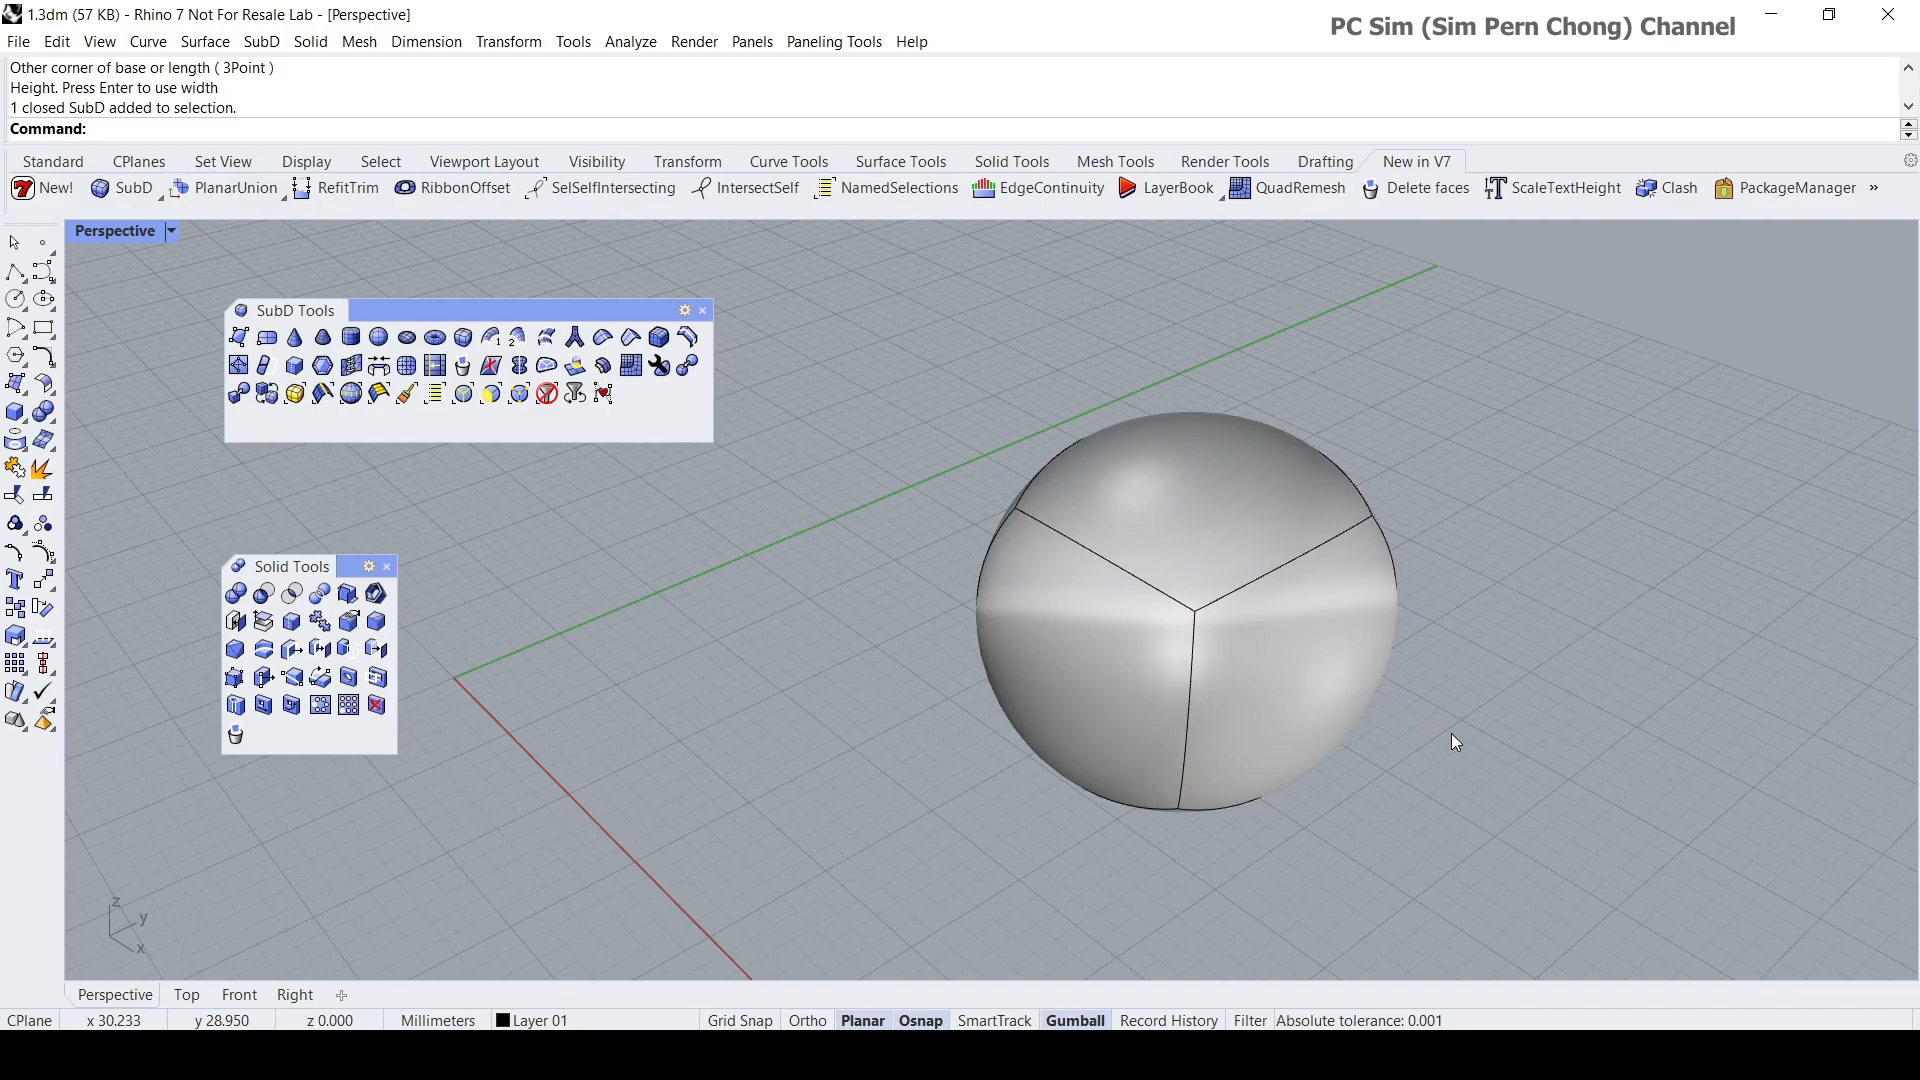 1.3dm (57 KB) - Rhino 7 Not For Resale Lab - [Perspective]
PC Sim (Sim Pern Chong) Channel
File Edit View Curve Surface SubD Solid Mesh Dimension Transform Tools Analyze Render Panels Paneling Tools Help
Other corner of base or length ( 3Point )
Height. Press Enter to use width
1 closed SubD added to selection.
Command:
Standard CPlanes Set View Display Select Viewport Layout Visibility Transform Curve Tools Surface Tools Solid Tools Mesh Tools Render Tools Drafting New in V7
7 New! SubD PlanarUnion RefitTrim RibbonOffset SelSelfIntersecting IntersectSelf NamedSelections EdgeContinuity LayerBook QuadRemesh Delete faces ScaleTextHeight Clash PackageManager »
Perspective
SubD Tools
1 2
Solid Tools
z
y
x
Perspective Top Front Right
CPlane x 30.233 y 28.950 z 0.000 Millimeters Layer 01 Grid Snap Ortho Planar Osnap SmartTrack Gumball Record History Filter Absolute tolerance: 0.001